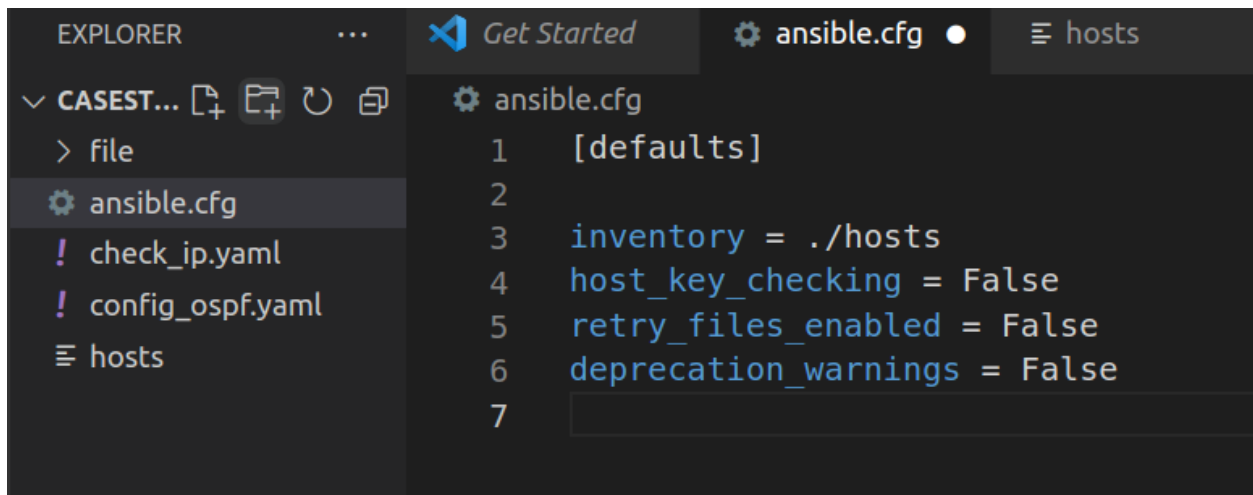 EXPLORER ...
CASEST...
file
ansible.cfg
check_ip.yaml
config_ospf.yaml
hosts
Get Started ansible.cfg hosts
ansible.cfg
1 [defaults]
2
3 inventory = ./hosts
4 host_key_checking = False
5 retry_files_enabled = False
6 deprecation_warnings = False
7